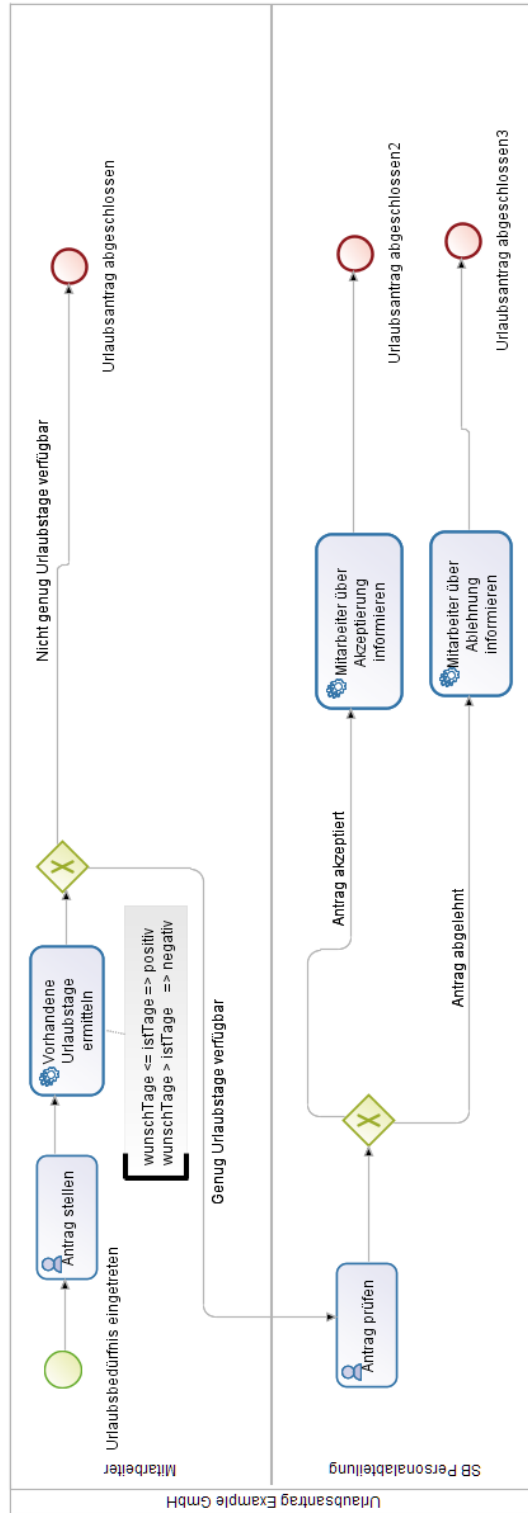 Urlaubsantrag Example GmbH
Mitarbeiter
Urlaubsbedürfnis eingetreten
Antrag stellen
Vorhandene
Urlaubstage
ermitteln
wunschTage <= istTage => positiv
wunschTage > istTage => negativ
Nicht genug Urlaubstage verfügbar
Urlaubsantrag abgeschlossen
Genug Urlaubstage verfügbar
SB Personalabteilung
Antrag prüfen
Antrag akzeptiert
Mitarbeiter über
Akzeptierung
informieren
Urlaubsantrag abgeschlossen2
Antrag abgelehnt
Mitarbeiter über
Ablehnung
informieren
Urlaubsantrag abgeschlossen3